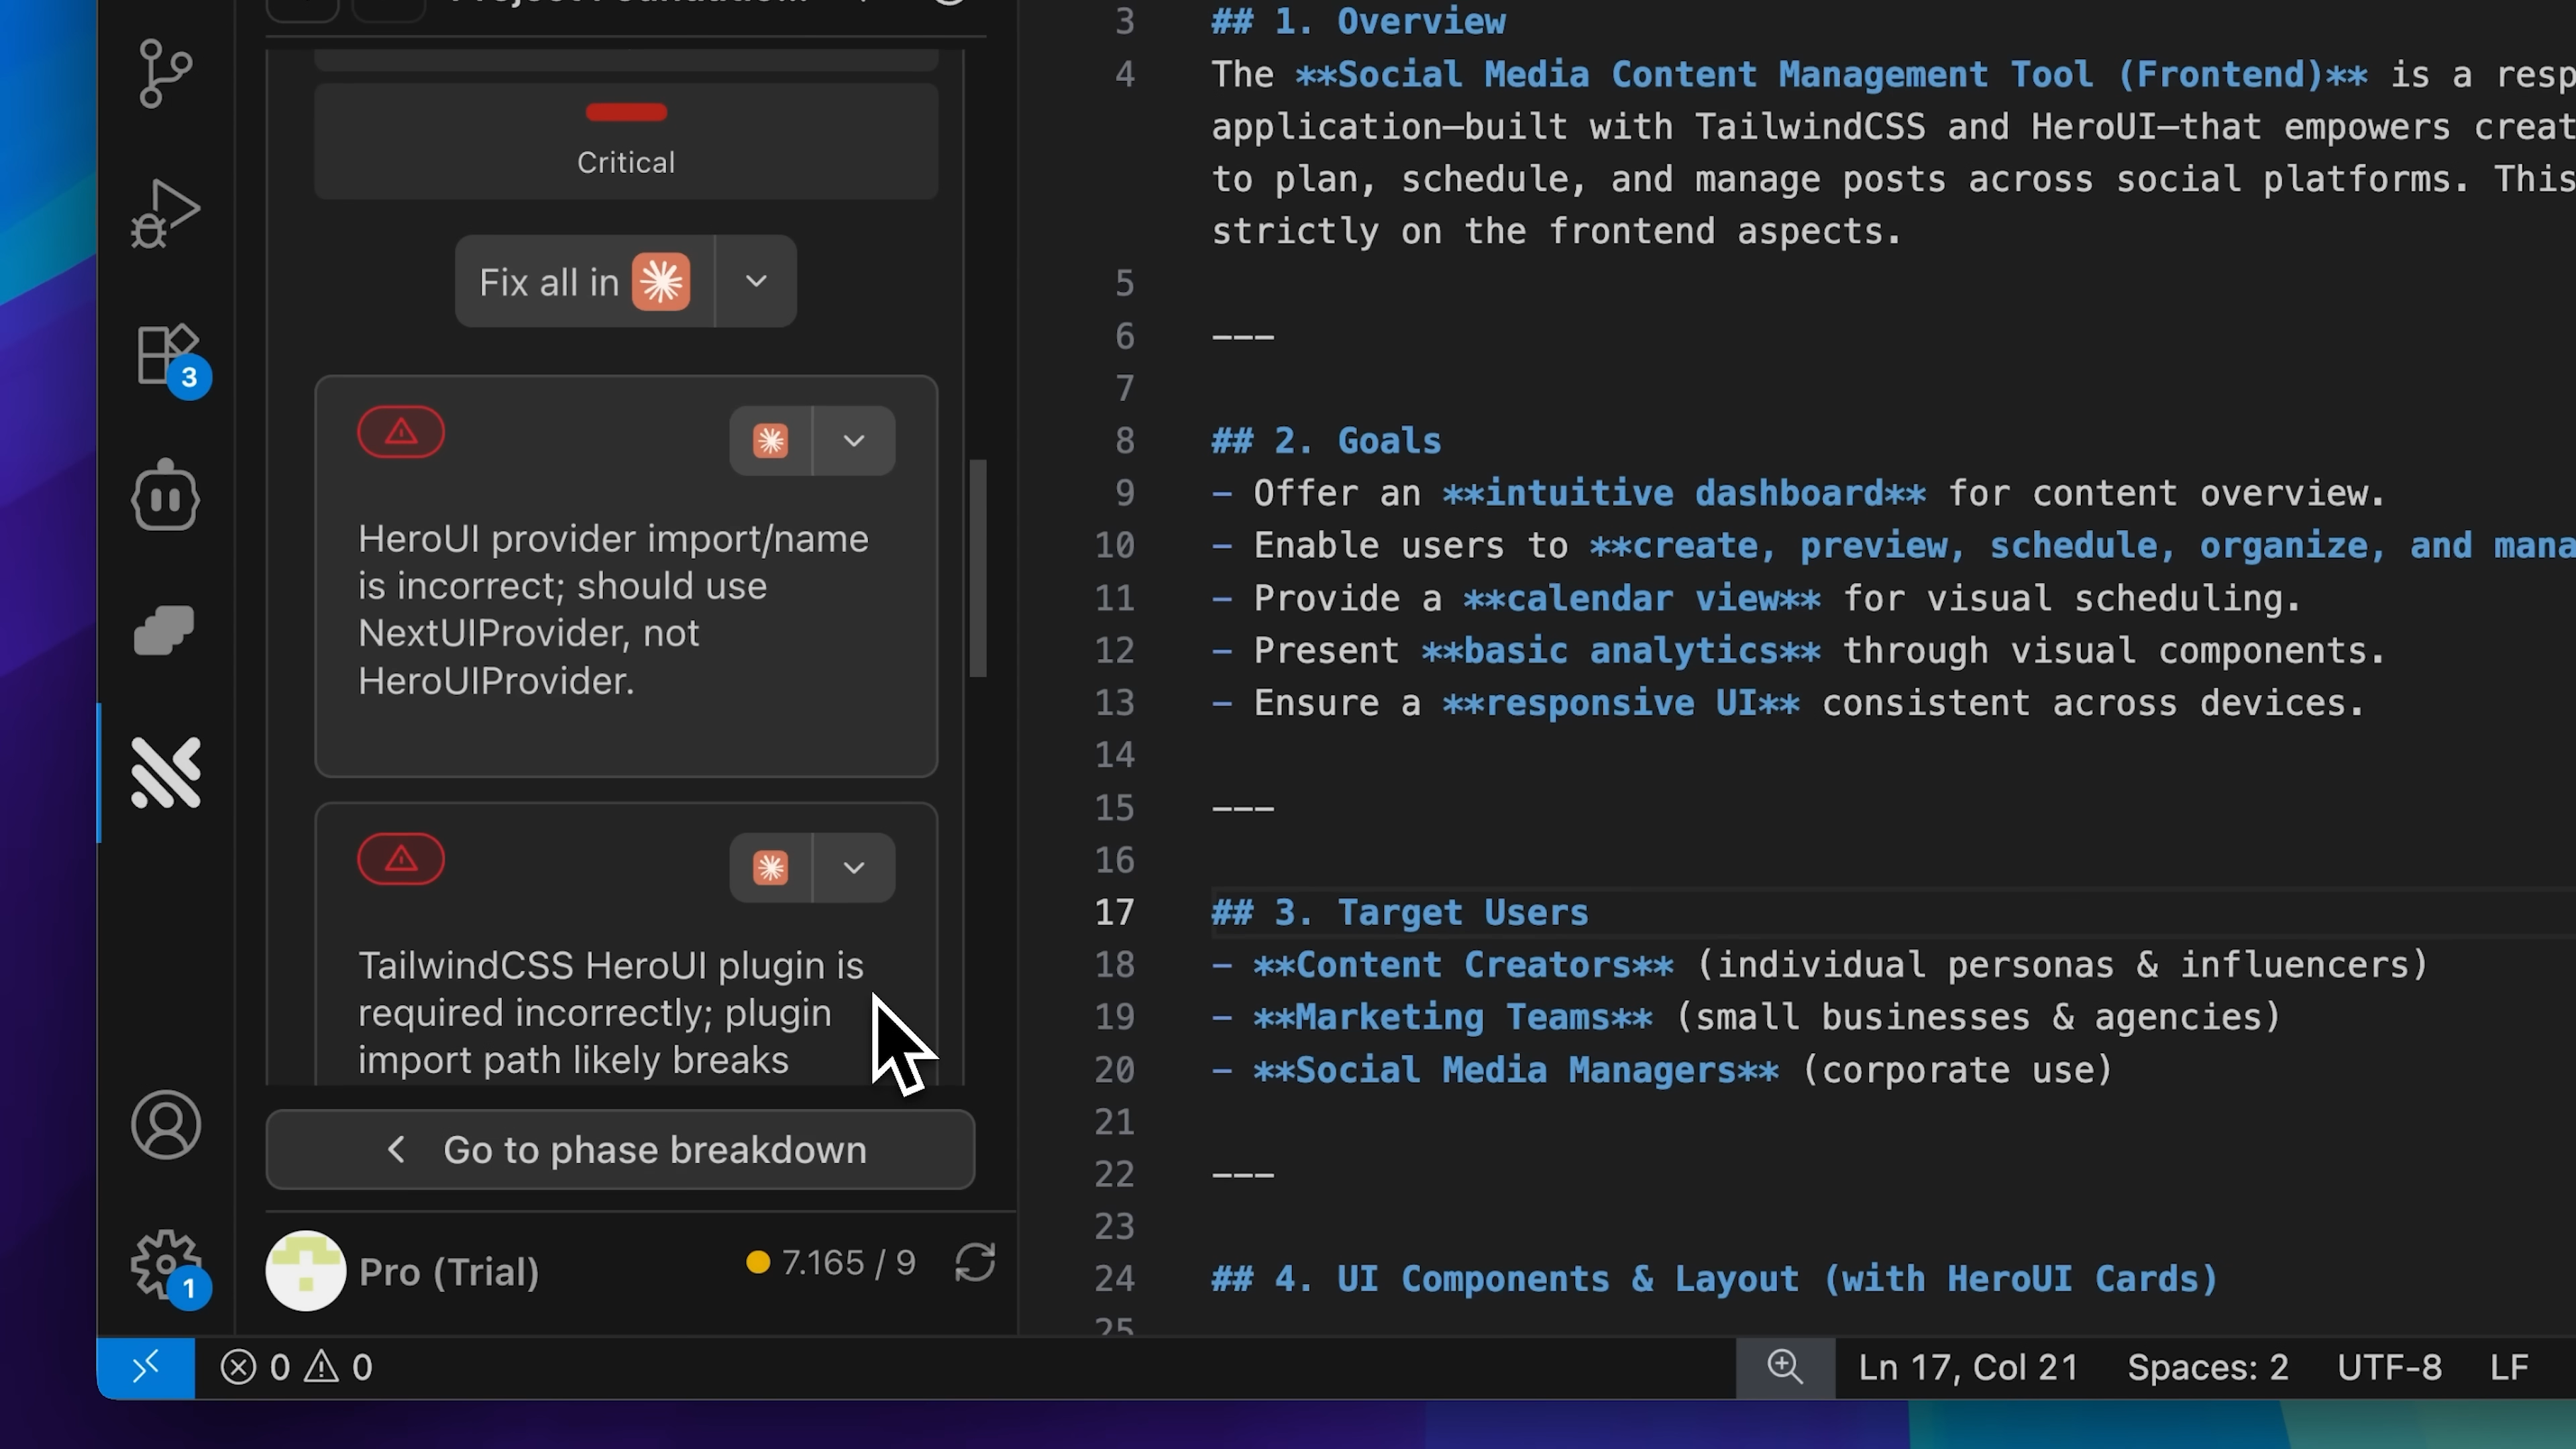 Critical
Fix all in
HeroUI provider import/name
is incorrect; should use
NextUIProvider, not
HeroUIProvider.
TailwindCSS HeroUI plugin is
required incorrectly; plugin
import path likely breaks
Go to phase breakdown
Pro (Trial)
7.165 / 9
3
1
3 ## 1. Overview
4 The **Social Media Content Management Tool (Frontend)** is a resp
application—built with TailwindCSS and HeroUI—that empowers creat
to plan, schedule, and manage posts across social platforms. This
strictly on the frontend aspects.
5
6 ---
7
8 ## 2. Goals
9 - Offer an **intuitive dashboard** for content overview.
10 - Enable users to **create, preview, schedule, organize, and mana
11 - Provide a **calendar view** for visual scheduling.
12 - Present **basic analytics** through visual components.
13 - Ensure a **responsive UI** consistent across devices.
14
15 ---
16
17 ## 3. Target Users
18 - **Content Creators** (individual personas & influencers)
19 - **Marketing Teams** (small businesses & agencies)
20 - **Social Media Managers** (corporate use)
21
22 ---
23
24 ## 4. UI Components & Layout (with HeroUI Cards)
25
0 0
Ln 17, Col 21 Spaces: 2 UTF-8 LF